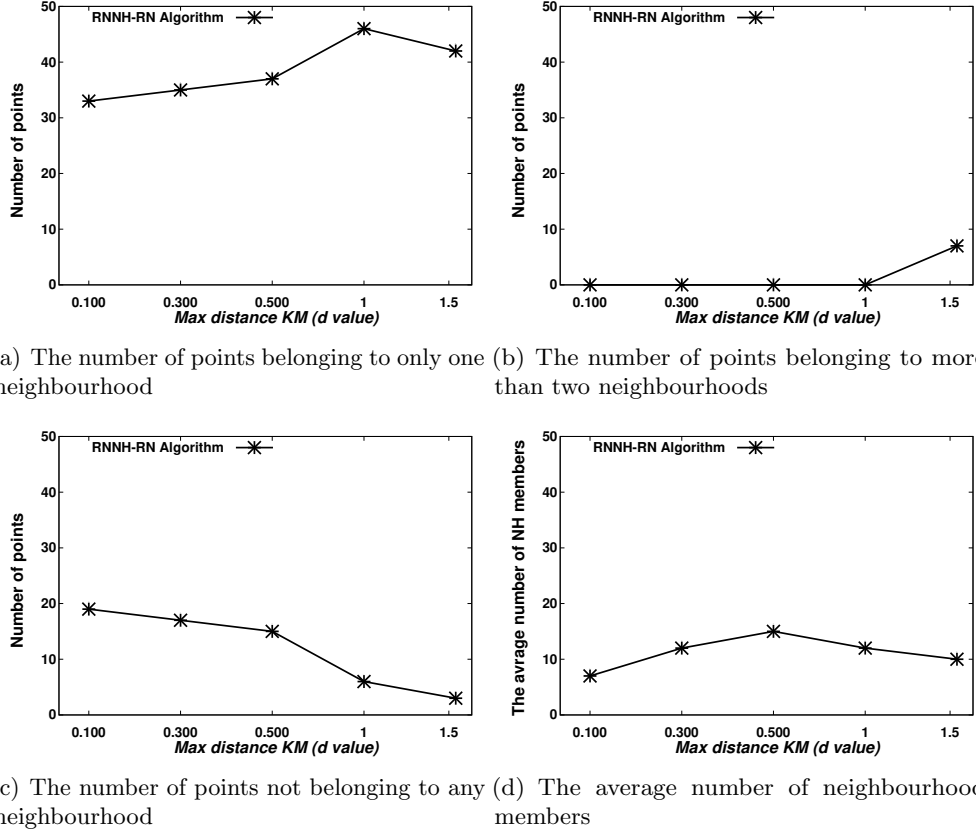 RNNH-RN Algorithm
50
40
30
20
10
0
Number of points
0.100 0.300 0.500 1 1.5
Max distance KM (d value)
a) The number of points belonging to only one
neighbourhood
RNNH-RN Algorithm
50
40
30
20
10
0
Number of points
0.100 0.300 0.500 1 1.5
Max distance KM (d value)
(b) The number of points belonging to more
than two neighbourhoods
RNNH-RN Algorithm
50
40
30
20
10
0
Number of points
0.100 0.300 0.500 1 1.5
Max distance KM (d value)
c) The number of points not belonging to any
neighbourhood
RNNH-RN Algorithm
50
40
30
20
10
0
The avrage number of NH members
0.100 0.300 0.500 1 1.5
Max distance KM (d value)
(d) The average number of neighbourhood
members